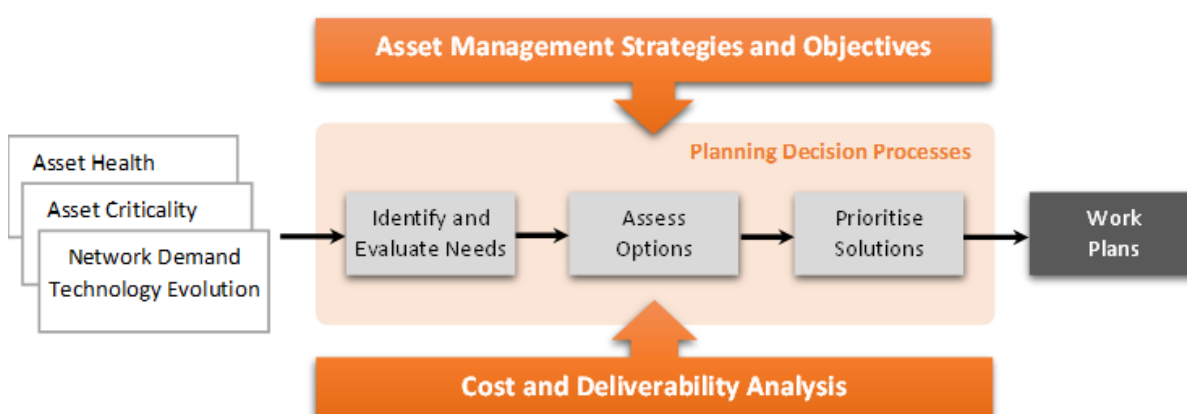 Asset Management Strategies and Objectives
Planning Decision Processes
Asset Health
Asset Criticality
Network Demand
Technology Evolution
Identify and
Evaluate Needs
Assess
Options
Prioritise
Solutions
Work
Plans
Cost and Deliverability Analysis